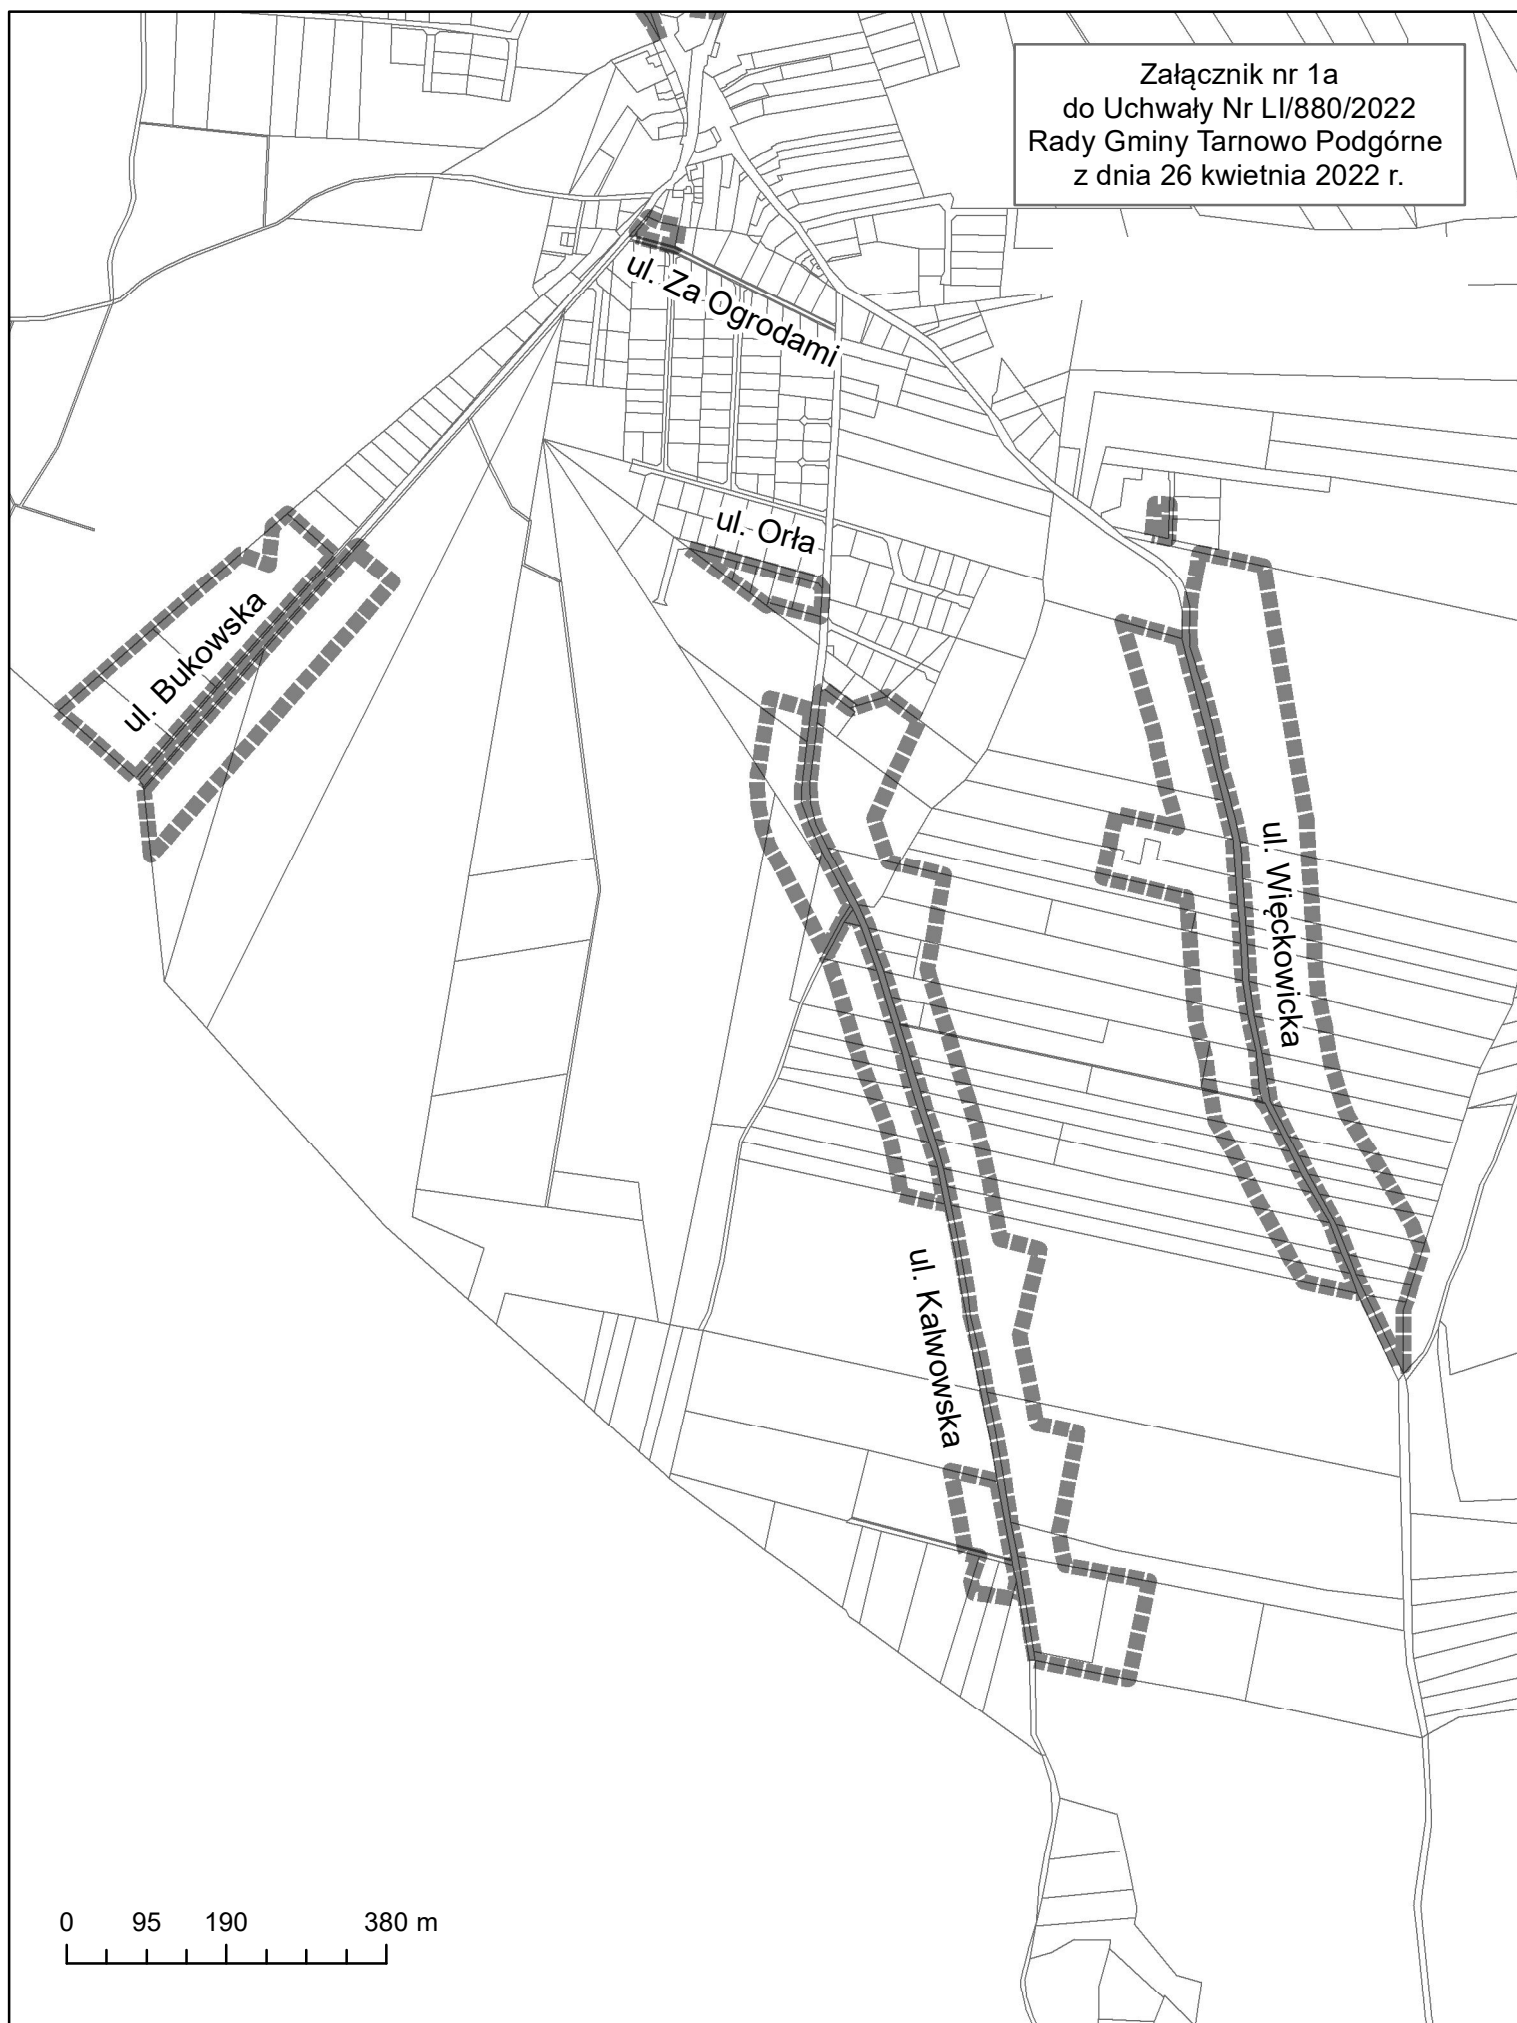 Załącznik nr 1a
do Uchwały Nr LI/880/2022
Rady Gminy Tarnowo Podgórne
z dnia 26 kwietnia 2022 r.
ul. Za Ogrodami
ul. Orła
ul. Bukowska
ul. Więckowicka
ul. Kalwowska
0 95 190 380 m